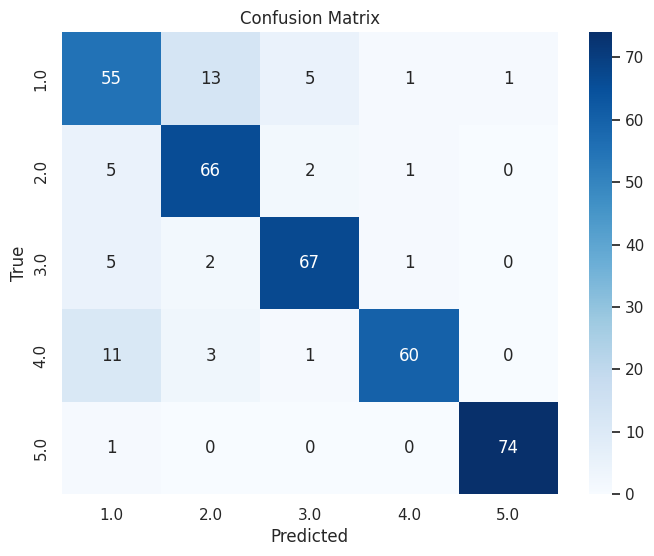 Confusion Matrix
True
1.0 55 13 5 1 1
2.0 5 66 2 1 0
3.0 5 2 67 1 0
4.0 11 3 1 60 0
5.0 1 0 0 0 74
1.0 2.0 3.0 4.0 5.0
Predicted
70
60
50
40
30
20
10
0